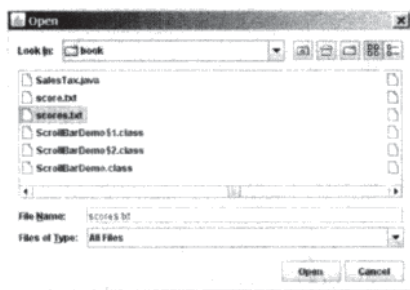 Open
Look In: book
SalesTax.java
score.txt
scores.txt
ScrollBarDemo$1.class
ScrollBarDemo$2.class
ScrollBarDemo.class
File Name: scores.txt
Files of Type: All Files
Open Cancel